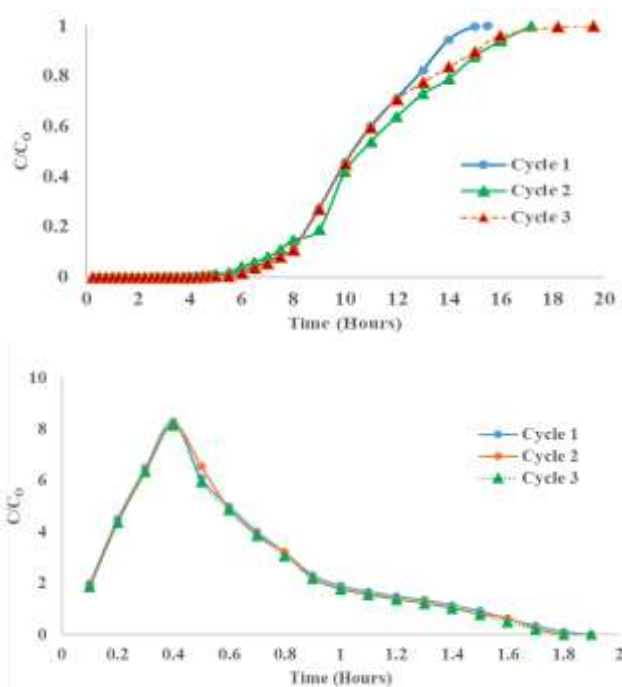 1
0.8
0.6
0.4
0.2
0
C/C₀
0 2 4 6 8 10 12 14 16 18 20
Time (Hours)
Cycle 1
Cycle 2
Cycle 3
10
8
6
4
2
0
C/C₀
0 0.2 0.4 0.6 0.8 1 1.2 1.4 1.6 1.8 2
Time (Hours)
Cycle 1
Cycle 2
Cycle 3